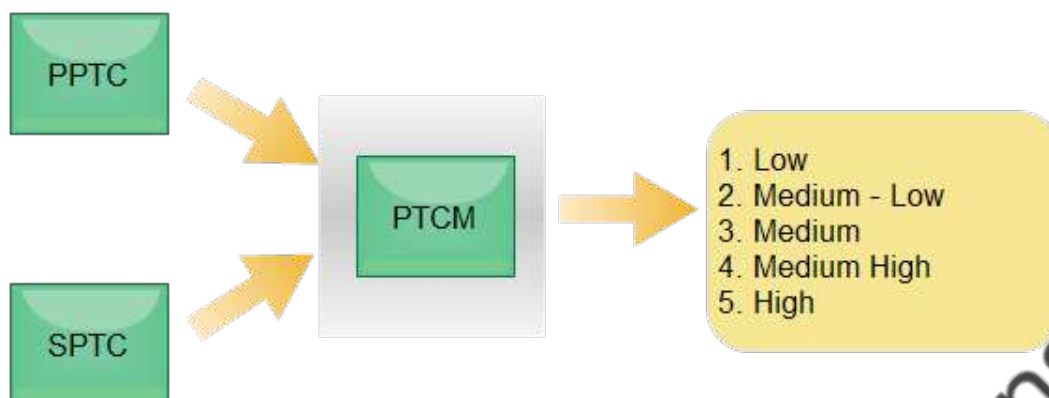 PPTC
SPTC
PTCM
1. Low
2. Medium - Low
3. Medium
4. Medium High
5. High